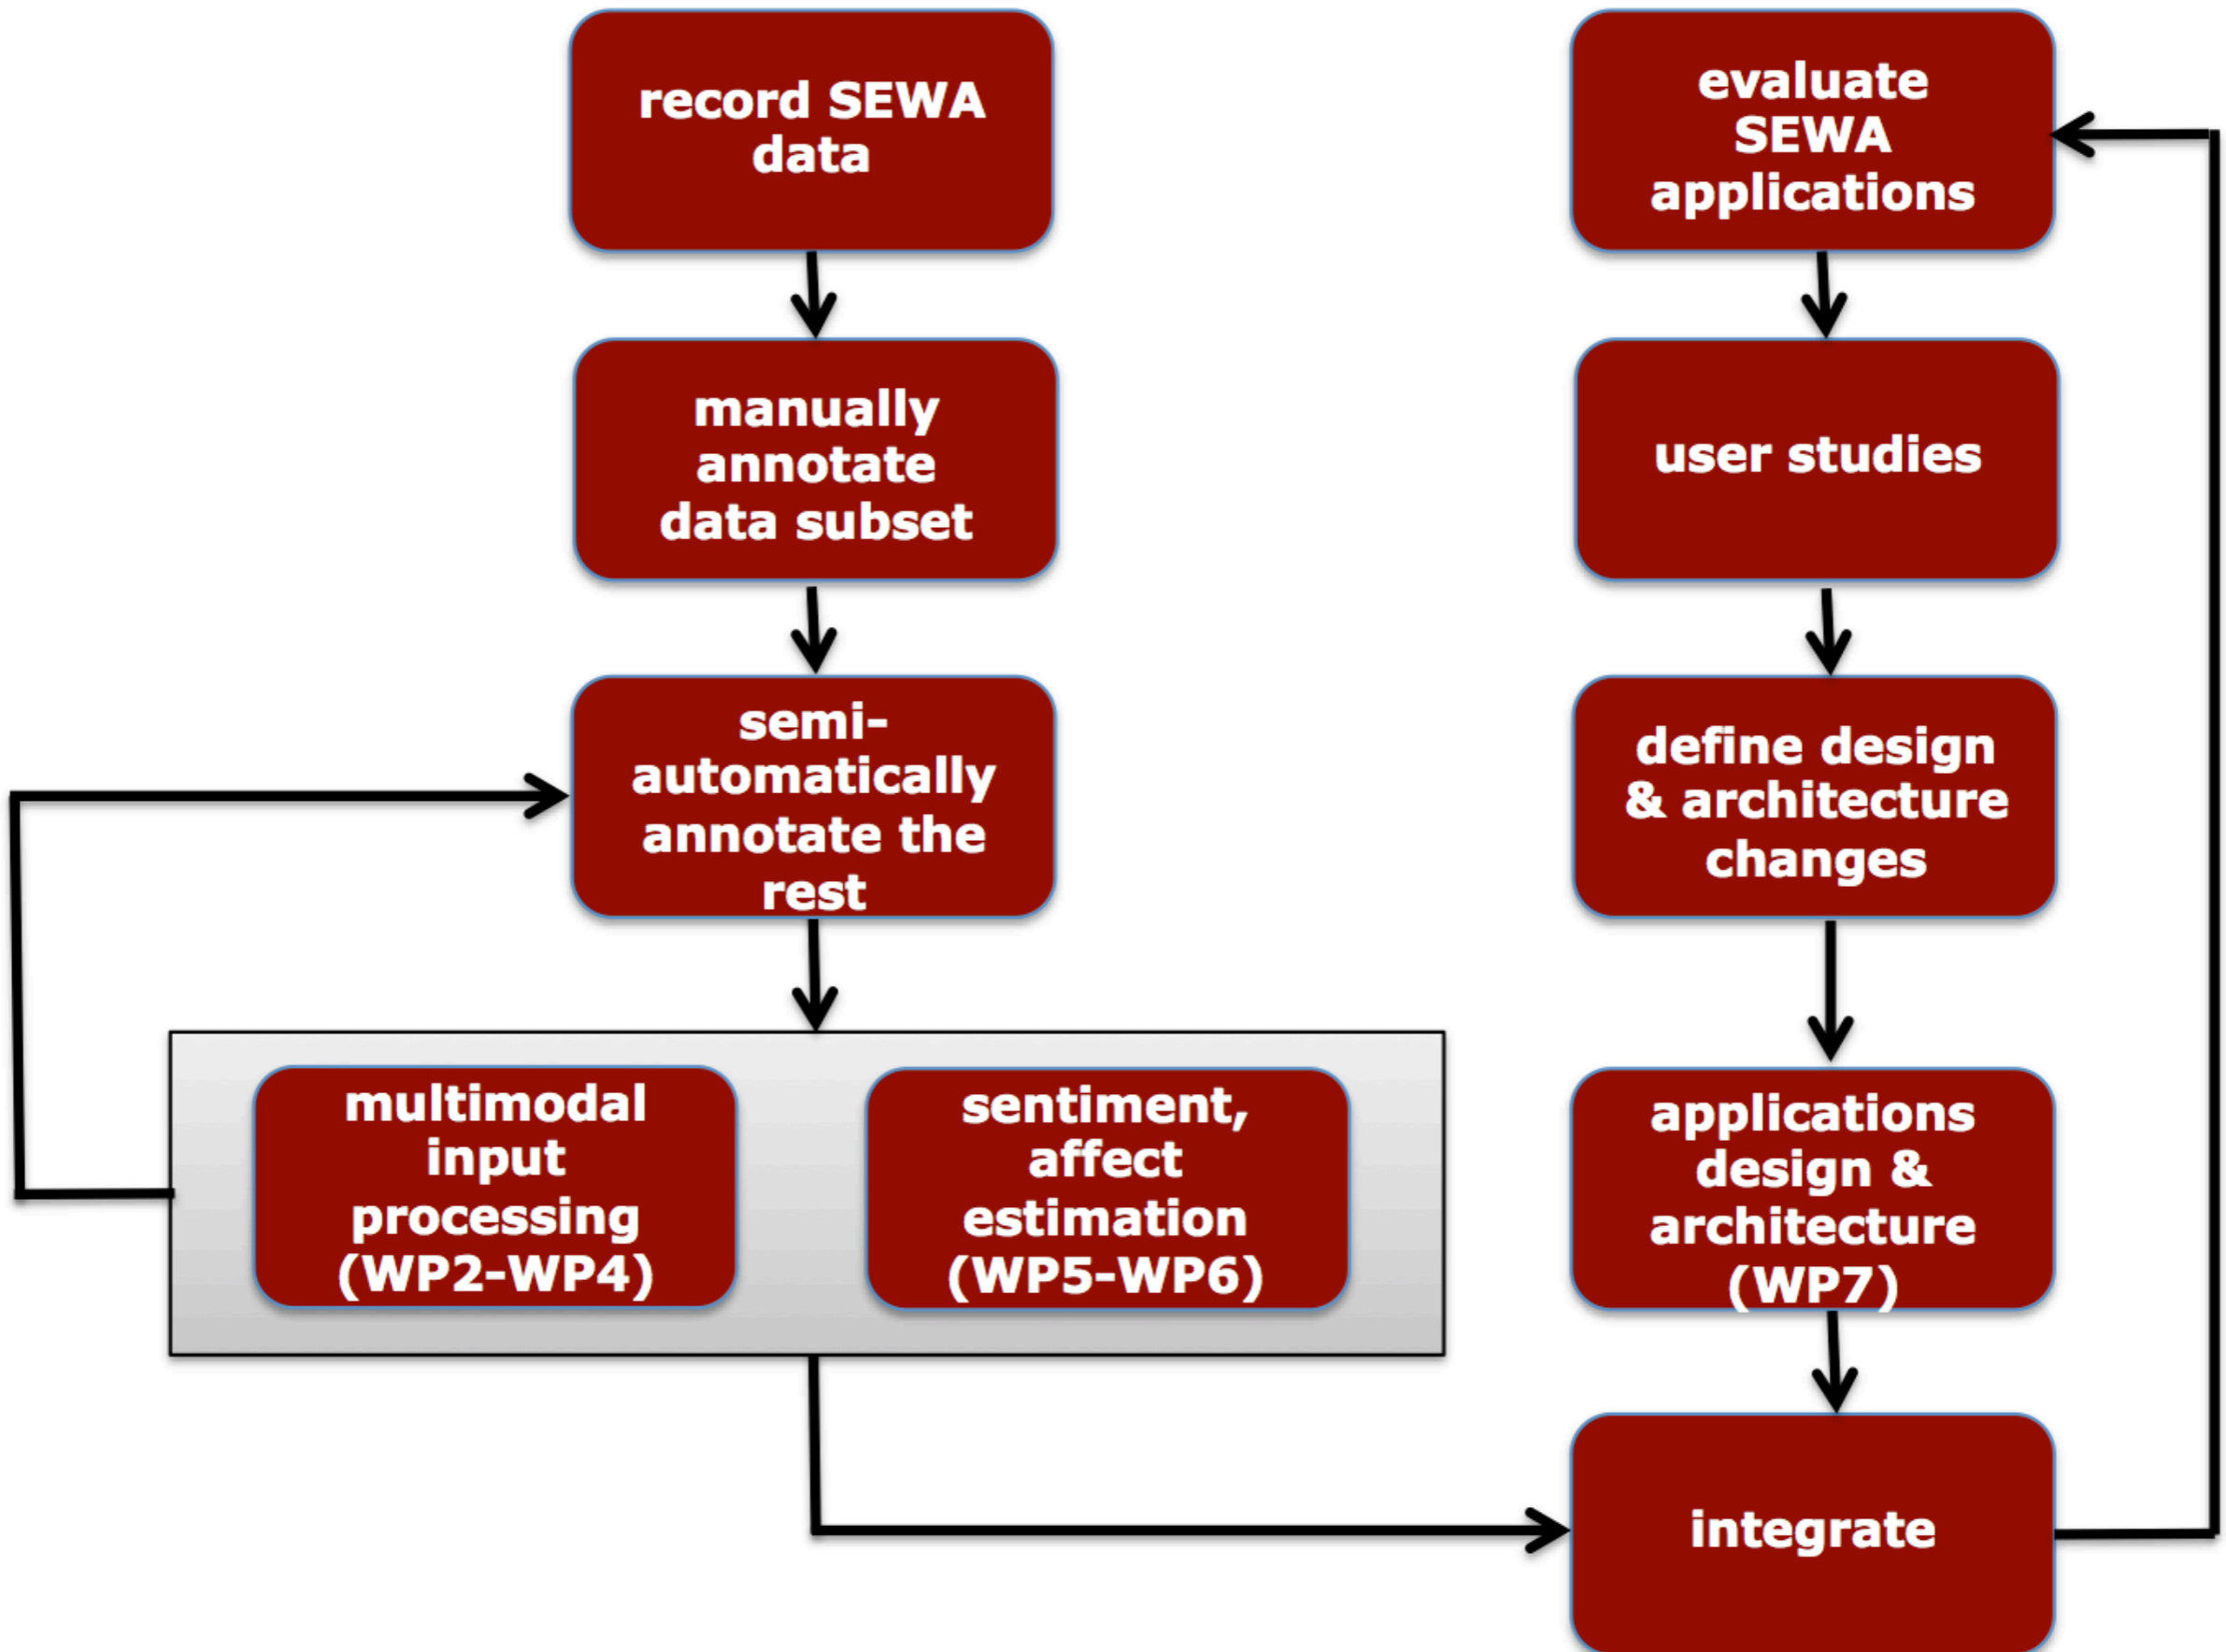 record SEWA
data
manually
annotate
data subset
semi-
automatically
annotate the
rest
multimodal
input
processing
(WP2-WP4)
sentiment,
affect
estimation
(WP5-WP6)
evaluate
SEWA
applications
user studies
define design
& architecture
changes
applications
design &
architecture
(WP7)
integrate